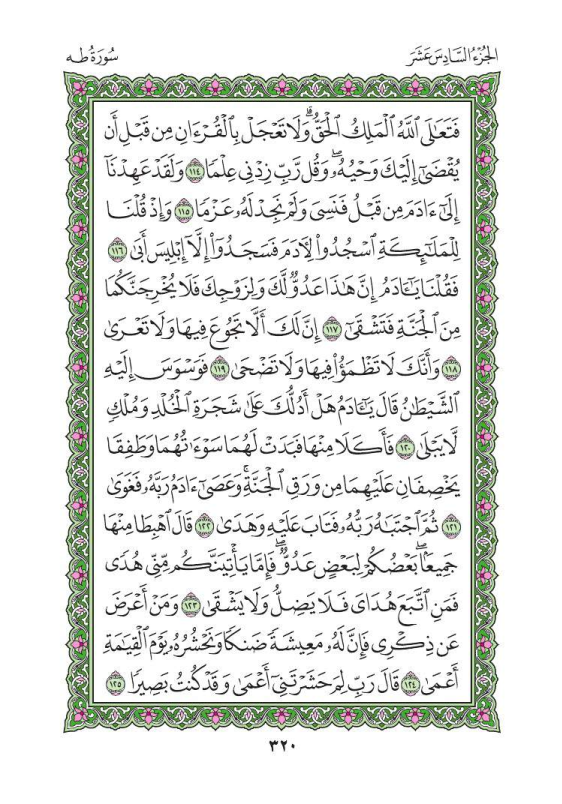 الجُزْءُ السَّادِسَ عَشَرَ
سُورَةُ طه
فَتَعَٰلَى ٱللَّهُ ٱلْمَلِكُ ٱلْحَقُّ ۗ وَلَا تَعْجَلْ بِٱلْقُرْءَانِ مِن قَبْلِ أَن
يُقْضَىٰٓ إِلَيْكَ وَحْيُهُۥ ۖ وَقُل رَّبِّ زِدْنِى عِلْمًا ١١٤ وَلَقَدْ عَهِدْنَآ
إِلَىٰٓ ءَادَمَ مِن قَبْلُ فَنَسِىَ وَلَمْ نَجِدْ لَهُۥ عَزْمًا ١١٥ وَإِذْ قُلْنَا
لِلْمَلَٰٓئِكَةِ ٱسْجُدُوا۟ لِءَادَمَ فَسَجَدُوٓا۟ إِلَّآ إِبْلِيسَ أَبَىٰ ١١٦
فَقُلْنَا يَٰٓـَٔادَمُ إِنَّ هَٰذَا عَدُوٌّ لَّكَ وَلِزَوْجِكَ فَلَا يُخْرِجَنَّكُمَا
مِنَ ٱلْجَنَّةِ فَتَشْقَىٰٓ ١١٧ إِنَّ لَكَ أَلَّا تَجُوعَ فِيهَا وَلَا تَعْرَىٰ
١١٨ وَأَنَّكَ لَا تَظْمَؤُا۟ فِيهَا وَلَا تَضْحَىٰ ١١٩ فَوَسْوَسَ إِلَيْهِ
ٱلشَّيْطَٰنُ قَالَ يَٰٓـَٔادَمُ هَلْ أَدُلُّكَ عَلَىٰ شَجَرَةِ ٱلْخُلْدِ وَمُلْكٍ
لَّا يَبْلَىٰ ١٢٠ فَأَكَلَا مِنْهَا فَبَدَتْ لَهُمَا سَوْءَٰتُهُمَا وَطَفِقَا
يَخْصِفَانِ عَلَيْهِمَا مِن وَرَقِ ٱلْجَنَّةِ ۚ وَعَصَىٰٓ ءَادَمُ رَبَّهُۥ فَغَوَىٰ
١٢١ ثُمَّ ٱجْتَبَٰهُ رَبُّهُۥ فَتَابَ عَلَيْهِ وَهَدَىٰ ١٢٢ قَالَ ٱهْبِطَا مِنْهَا
جَمِيعًۢا ۖ بَعْضُكُمْ لِبَعْضٍ عَدُوٌّ ۖ فَإِمَّا يَأْتِيَنَّكُم مِّنِّى هُدًى
فَمَنِ ٱتَّبَعَ هُدَاىَ فَلَا يَضِلُّ وَلَا يَشْقَىٰ ١٢٣ وَمَنْ أَعْرَضَ
عَن ذِكْرِى فَإِنَّ لَهُۥ مَعِيشَةً ضَنكًا وَنَحْشُرُهُۥ يَوْمَ ٱلْقِيَٰمَةِ
أَعْمَىٰ ١٢٤ قَالَ رَبِّ لِمَ حَشَرْتَنِىٓ أَعْمَىٰ وَقَدْ كُنتُ بَصِيرًا ١٢٥
٣٢٠